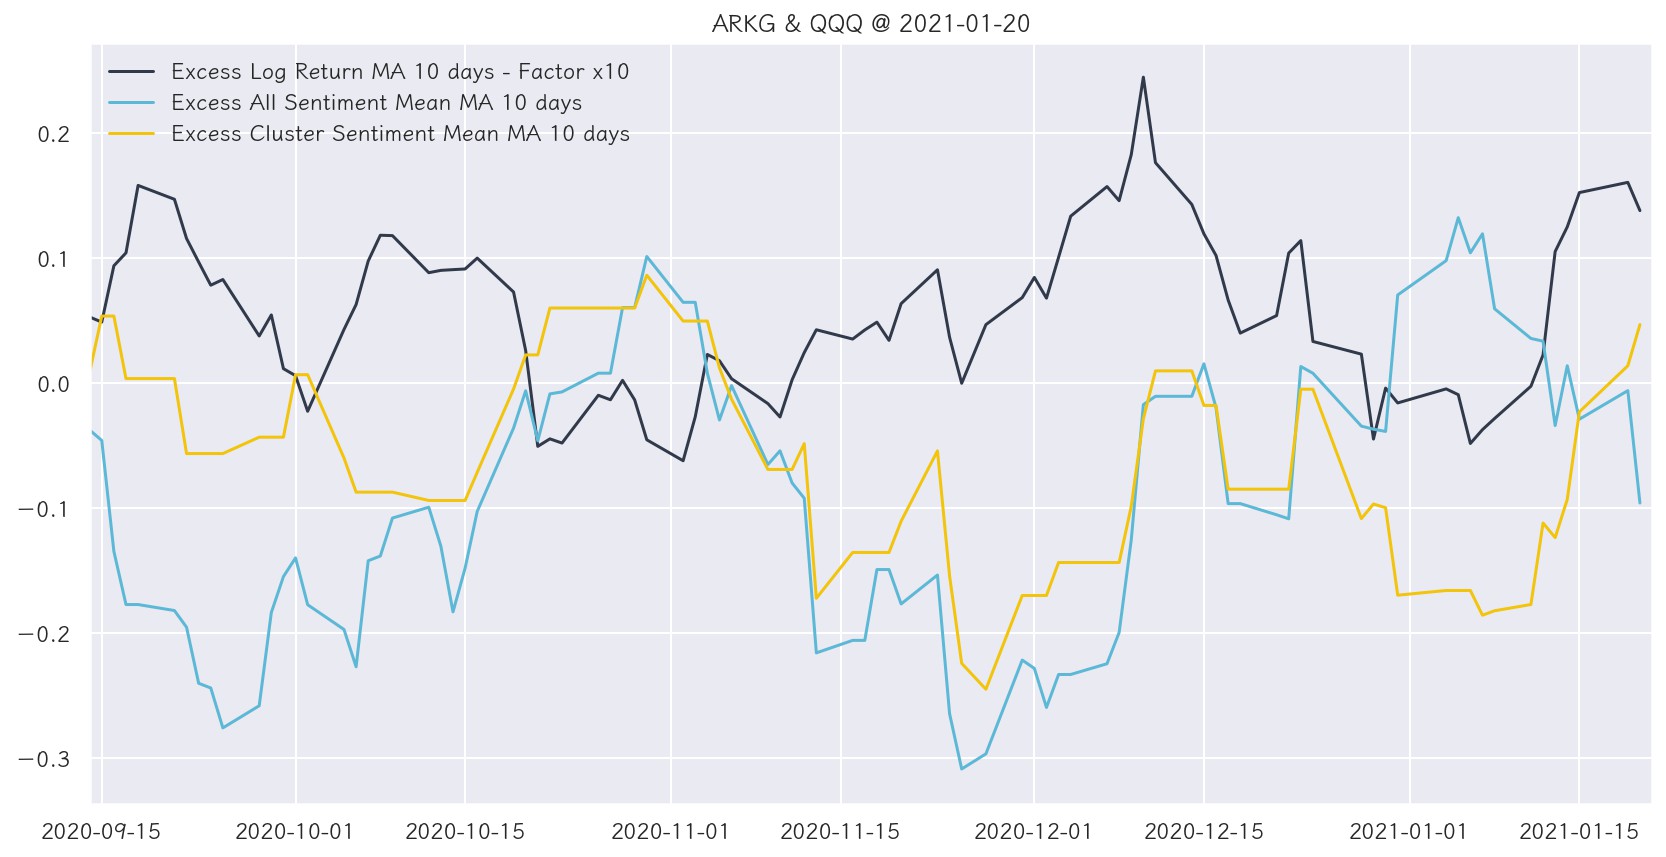 ARKG & QQQ @ 2021-01-20
Excess Log Return MA 10 days - Factor x10
Excess All Sentiment Mean MA 10 days
Excess Cluster Sentiment Mean MA 10 days
0.2
0.1
0.0
−0.1
−0.2
−0.3
2020-09-15 2020-10-01 2020-10-15 2020-11-01 2020-11-15 2020-12-01 2020-12-15 2021-01-01 2021-01-15